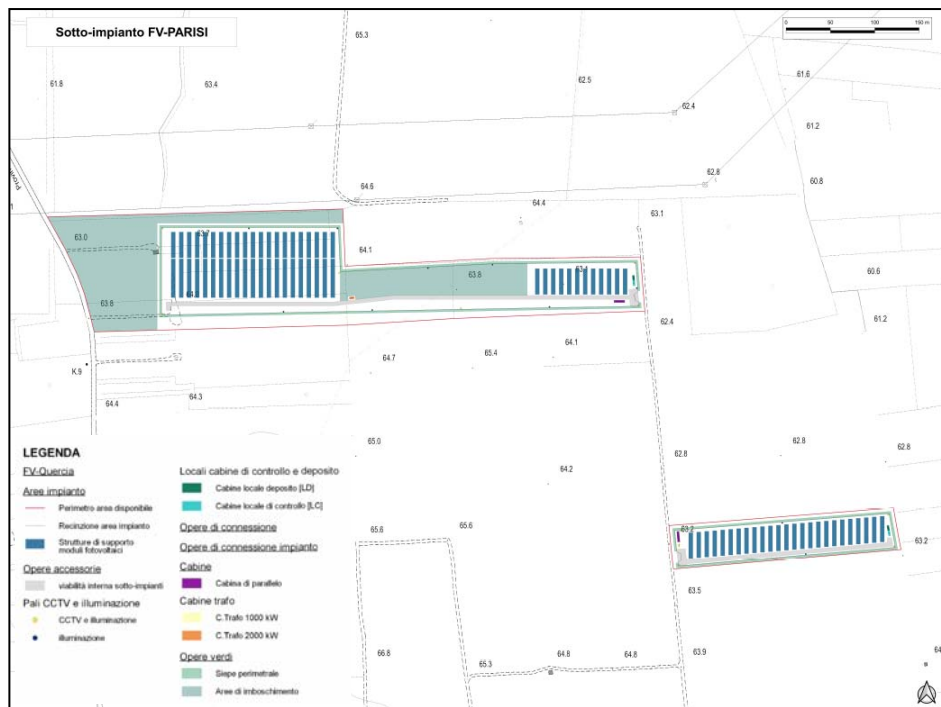 Sotto-impianto FV-PARISI
0 50 100 150 m
65.3
61.8
63.4
62.5
61.6
62.4
61.2
62.8
60.8
64.6
64.4
63.1
63.0
63.7
64.1
63.8
63.1
60.6
63.8
64.0
61.2
62.4
64.1
64.7
65.4
K.9
64.4
64.3
65.0
62.8
62.8
62.8
64.2
65.6
65.6
63.2
63.2
63.5
66.8
65.3
64.8
64.8
63.9
LEGENDA
FV-Quercia
Aree impianto
Perimetro area disponibile
Recinzione area impianto
Strutture di supporto
moduli fotovoltaici
Opere accessorie
viabilità interna sotto-impianti
Pali CCTV e illuminazione
CCTV e illuminazione
illuminazione
Locali cabine di controllo e deposito
Cabine locale deposito [LD]
Cabine locale di controllo [LC]
Opere di connessione
Opere di connessione impianto
Cabine
Cabina di parallelo
Cabine trafo
C.Trafo 1000 kW
C.Trafo 2000 kW
Opere verdi
Siepe perimetrale
Aree di imboschimento